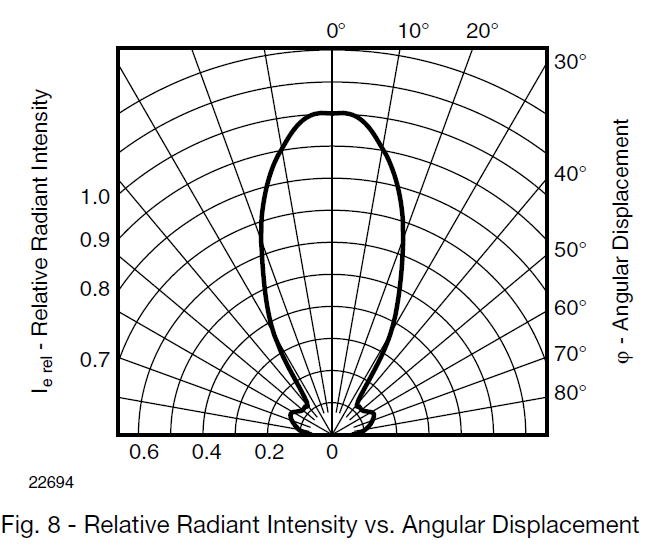 0° 10° 20°
30°
40°
50°
60°
70°
80°
φ - Angular Displacement
I e rel - Relative Radiant Intensity
1.0
0.9
0.8
0.7
0.6 0.4 0.2 0
22694
Fig. 8 - Relative Radiant Intensity vs. Angular Displacement